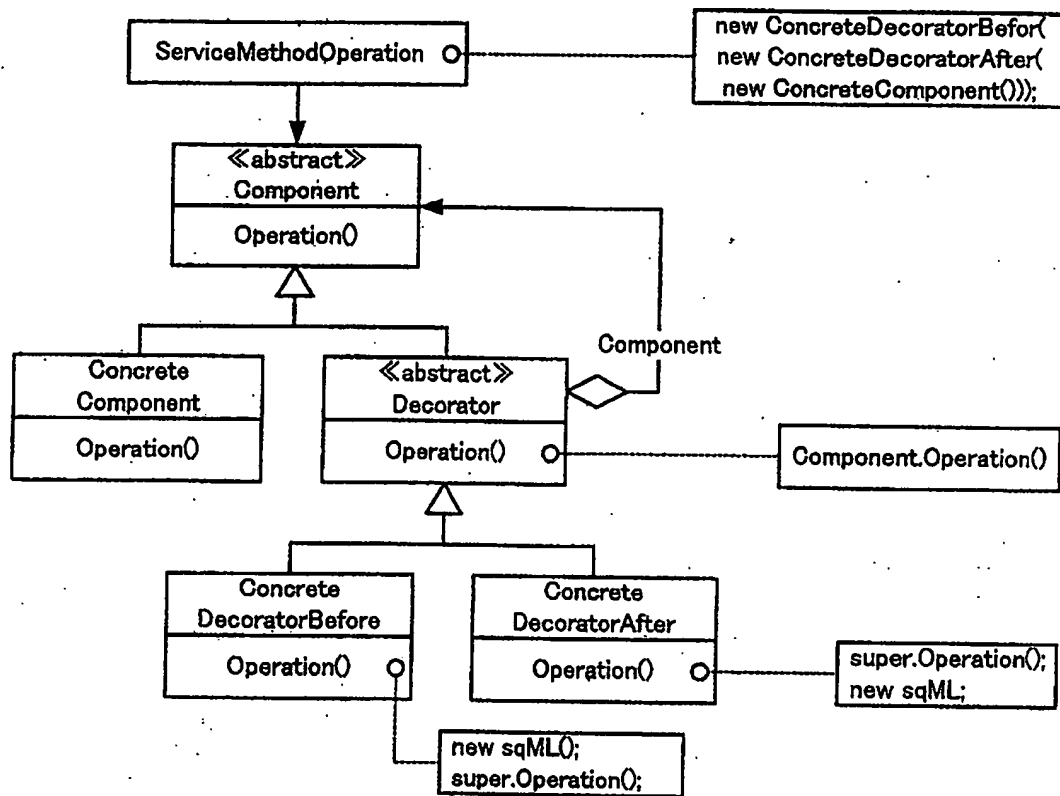 ServiceMethodOperation
new ConcreteDecoratorBefor(
new ConcreteDecoratorAfter(
new ConcreteComponent()));
≪abstract≫
Component
Operation()
Component
Concrete
Component
Operation()
≪abstract≫
Decorator
Operation()
Component.Operation()
Concrete
DecoratorBefore
Operation()
Concrete
DecoratorAfter
Operation()
super.Operation();
new sqML;
new sqML();
super.Operation();